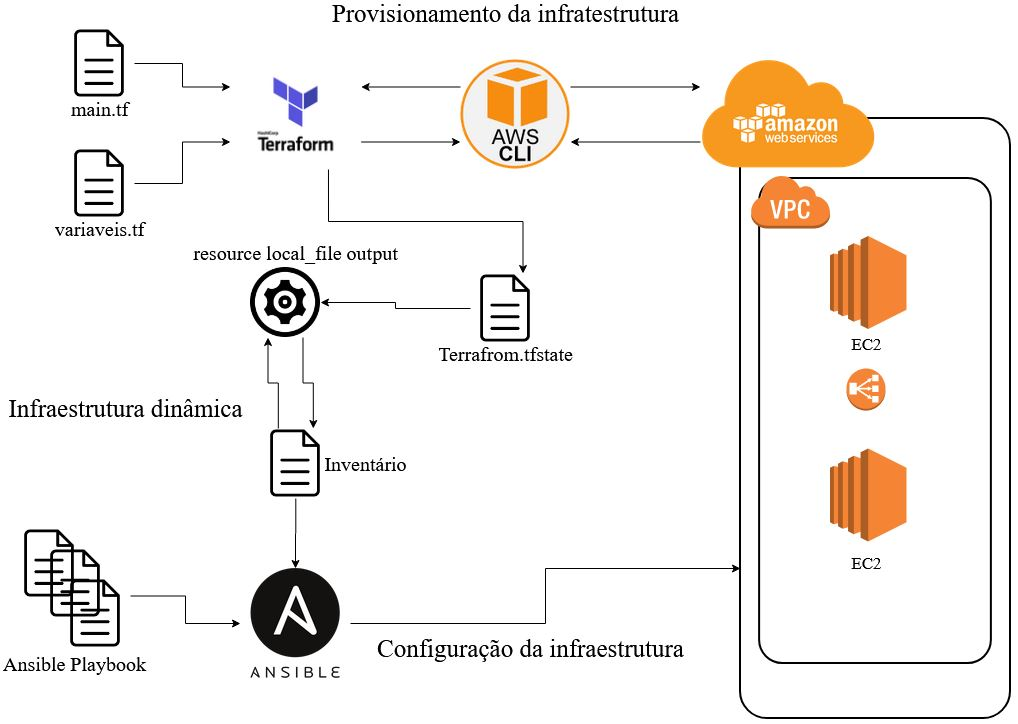 Provisionamento da infratestrutura
main.tf
variaveis.tf
HashiCorp
Terraform
AWS
CLI
amazon
web services
VPC
resource local_file output
Terrafrom.tfstate
EC2
Infraestrutura dinâmica
Inventário
EC2
Ansible Playbook
ANSIBLE
Configuração da infraestrutura